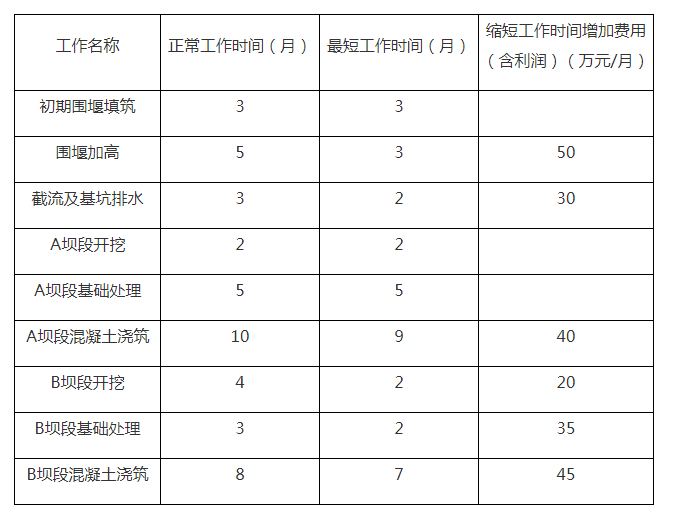 工作名称 正常工作时间（月） 最短工作时间（月） 缩短工作时间增加费用（含利润）（万元/月）
初期围堰填筑 3 3
围堰加高 5 3 50
截流及基坑排水 3 2 30
A坝段开挖 2 2
A坝段基础处理 5 5
A坝段混凝土浇筑 10 9 40
B坝段开挖 4 2 20
B坝段基础处理 3 2 35
B坝段混凝土浇筑 8 7 45